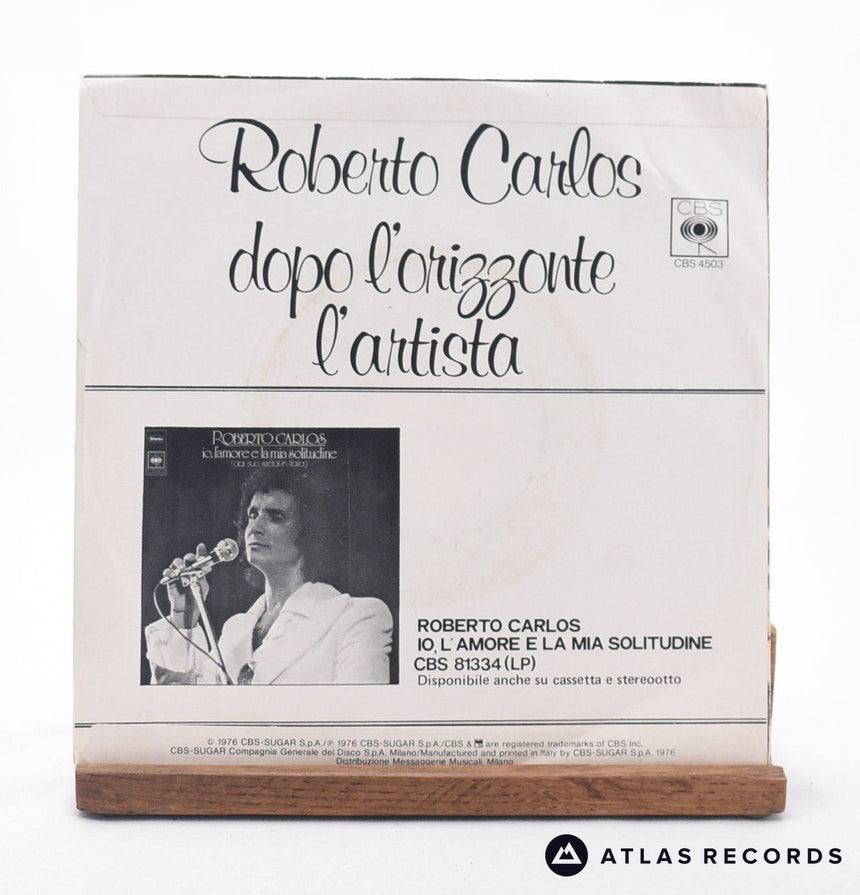 Roberto Carlos
CBS
CBS 4503
dopo l'orizzonte
l'artista
Stereo
ROBERTO CARLOS
io, l'amore e la mia solitudine
(dal suo recital in Italia)
ROBERTO CARLOS
IO, L'AMORE E LA MIA SOLITUDINE
CBS 81334 (LP)
Disponibile anche su cassetta e stereootto
© 1976 CBS-SUGAR S.p.A./℗ 1976 CBS-SUGAR S.p.A./CBS & are registered trademarks of CBS Inc.
CBS-SUGAR Compagnia Generale del Disco S.p.A. Milano/Manufactured and printed in Italy by CBS-SUGAR S.p.A. 1976
Distribuzione Messaggerie Musicali, Milano
ATLAS RECORDS